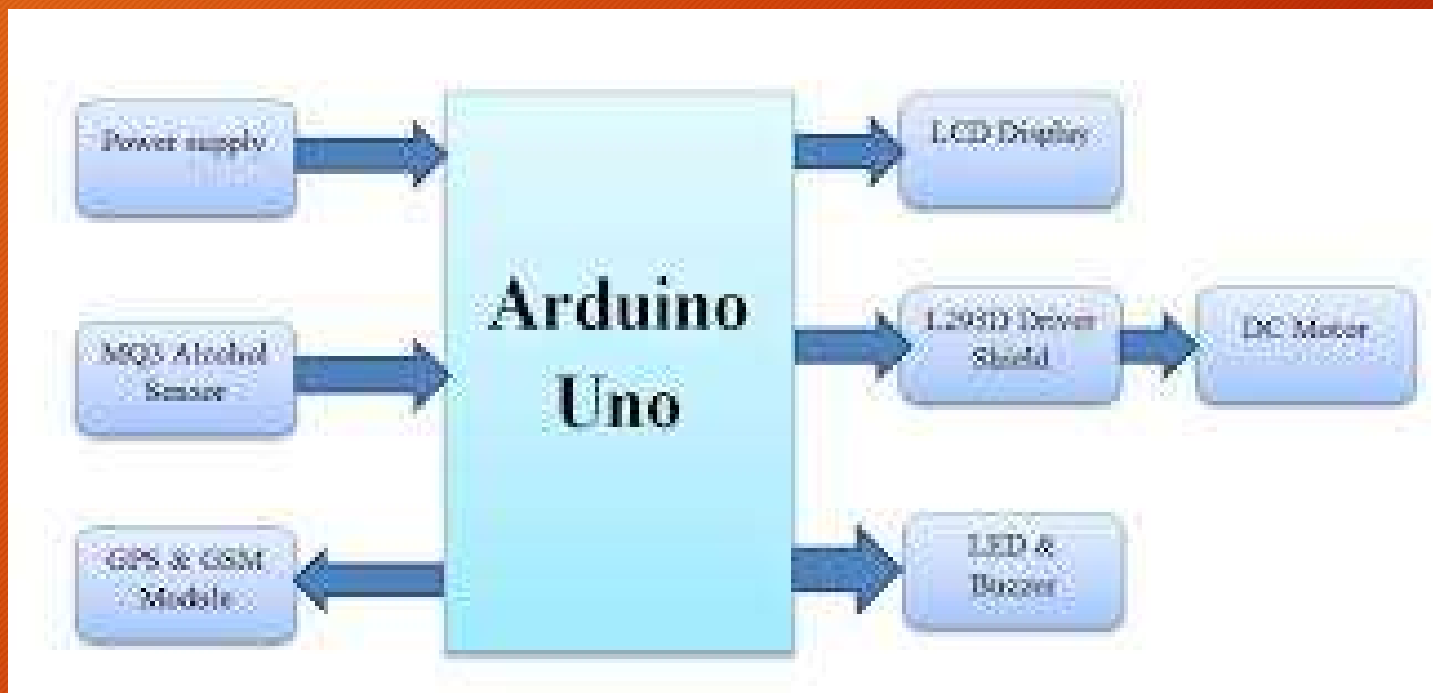 Power supply
MQ3 Alcohol
Sensor
GPS & GSM
Module
Arduino
Uno
LCD Display
L293D Driver
Shield
DC Motor
LED &
Buzzer